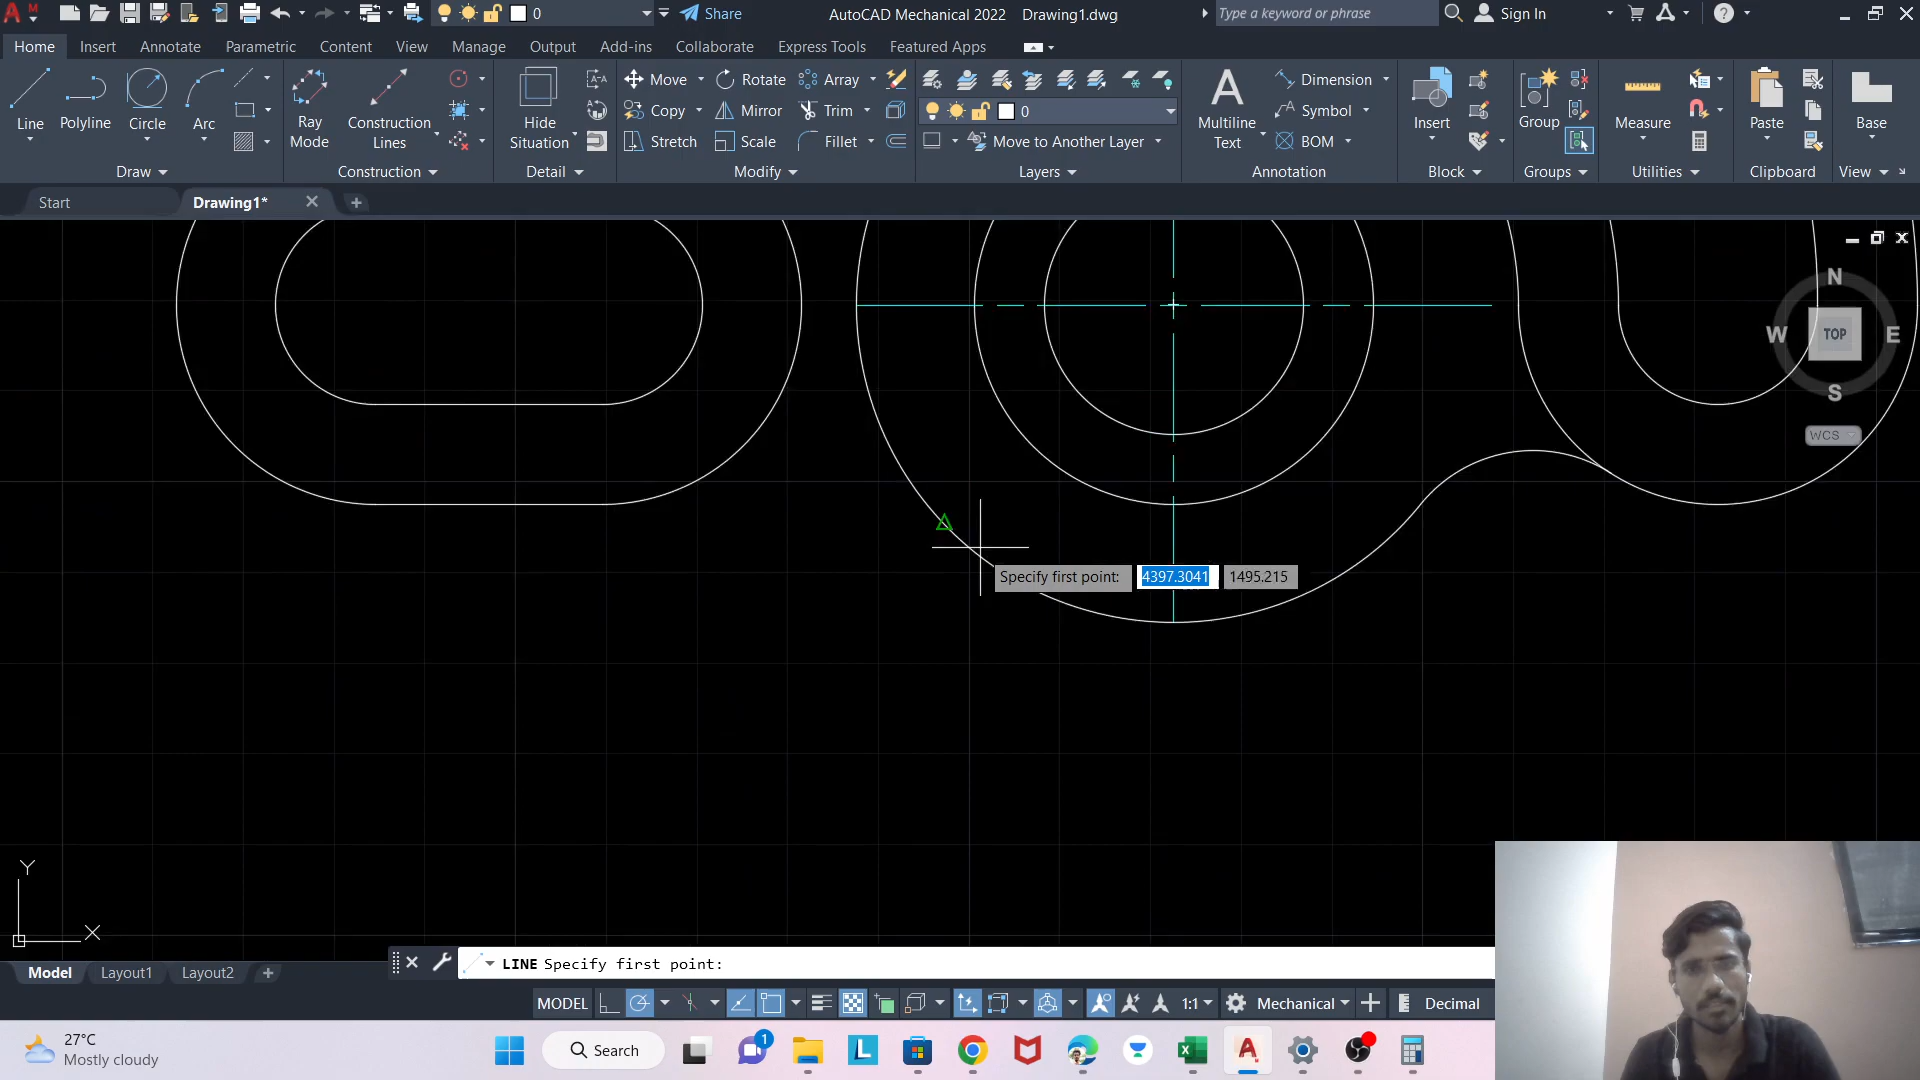 0
Share
AutoCAD Mechanical 2022 Drawing1.dwg
Type a keyword or phrase
Sign In
Home Insert Annotate Parametric Content View Manage Output Add-ins Collaborate Express Tools Featured Apps
Line Polyline Circle Arc
Ray Mode
Construction Lines
Hide Situation
Move Rotate Array
Copy Mirror Trim
Stretch Scale Fillet
0
Move to Another Layer
Multiline Text
Dimension
Symbol
BOM
Insert
Group
Measure
Paste
Base
Draw Construction Detail Modify Layers Annotation Block Groups Utilities Clipboard View
Start Drawing1*
N
W TOP E
S
WCS
Specify first point: 4397.3041 1495.215
Y
X
LINE Specify first point:
Model Layout1 Layout2
MODEL 1:1 Mechanical Decimal
27°C
Mostly cloudy
Search
1